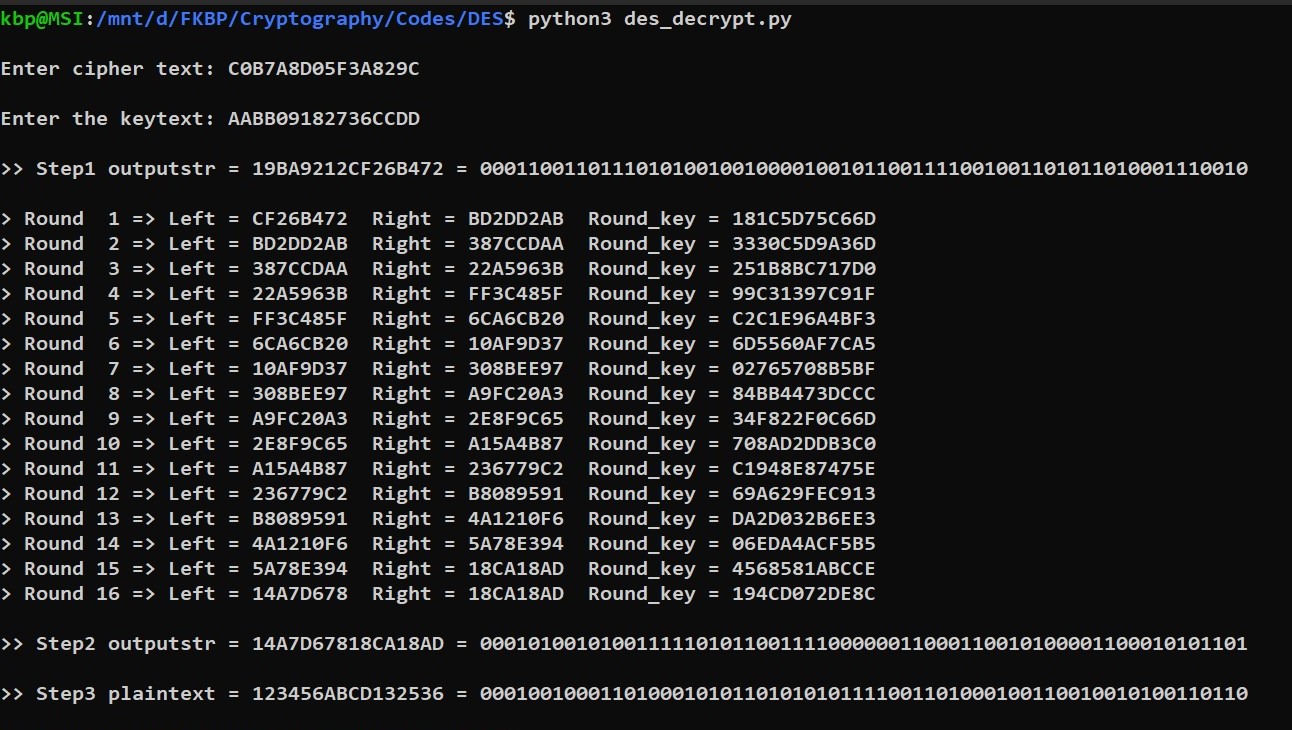 kbp@MSI:/mnt/d/FKBP/Cryptography/Codes/DES$ python3 des_decrypt.py
Enter cipher text: C0B7A8D05F3A829C
Enter the keytext: AABB09182736CCDD
>> Step1 outputstr = 19BA9212CF26B472 = 0001100110111010100100100001001011001111001001101011010001110010
> Round  1 => Left = CF26B472  Right = BD2DD2AB  Round_key = 181C5D75C66D
> Round  2 => Left = BD2DD2AB  Right = 387CCDAA  Round_key = 3330C5D9A36D
> Round  3 => Left = 387CCDAA  Right = 22A5963B  Round_key = 251B8BC717D0
> Round  4 => Left = 22A5963B  Right = FF3C485F  Round_key = 99C31397C91F
> Round  5 => Left = FF3C485F  Right = 6CA6CB20  Round_key = C2C1E96A4BF3
> Round  6 => Left = 6CA6CB20  Right = 10AF9D37  Round_key = 6D5560AF7CA5
> Round  7 => Left = 10AF9D37  Right = 308BEE97  Round_key = 02765708B5BF
> Round  8 => Left = 308BEE97  Right = A9FC20A3  Round_key = 84BB4473DCCC
> Round  9 => Left = A9FC20A3  Right = 2E8F9C65  Round_key = 34F822F0C66D
> Round 10 => Left = 2E8F9C65  Right = A15A4B87  Round_key = 708AD2DDB3C0
> Round 11 => Left = A15A4B87  Right = 236779C2  Round_key = C1948E87475E
> Round 12 => Left = 236779C2  Right = B8089591  Round_key = 69A629FEC913
> Round 13 => Left = B8089591  Right = 4A1210F6  Round_key = DA2D032B6EE3
> Round 14 => Left = 4A1210F6  Right = 5A78E394  Round_key = 06EDA4ACF5B5
> Round 15 => Left = 5A78E394  Right = 18CA18AD  Round_key = 4568581ABCCE
> Round 16 => Left = 14A7D678  Right = 18CA18AD  Round_key = 194CD072DE8C
>> Step2 outputstr = 14A7D67818CA18AD = 0001010010100111110101100111100000011000110010100001100010101101
>> Step3 plaintext = 123456ABCD132536 = 0001001000110100010101101010101111001101000100110010010100110110